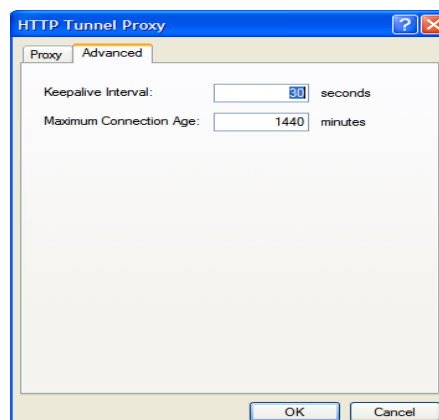 HTTP Tunnel Proxy
Proxy Advanced
Keepalive Interval: 30 seconds
Maximum Connection Age: 1440 minutes
OK Cancel